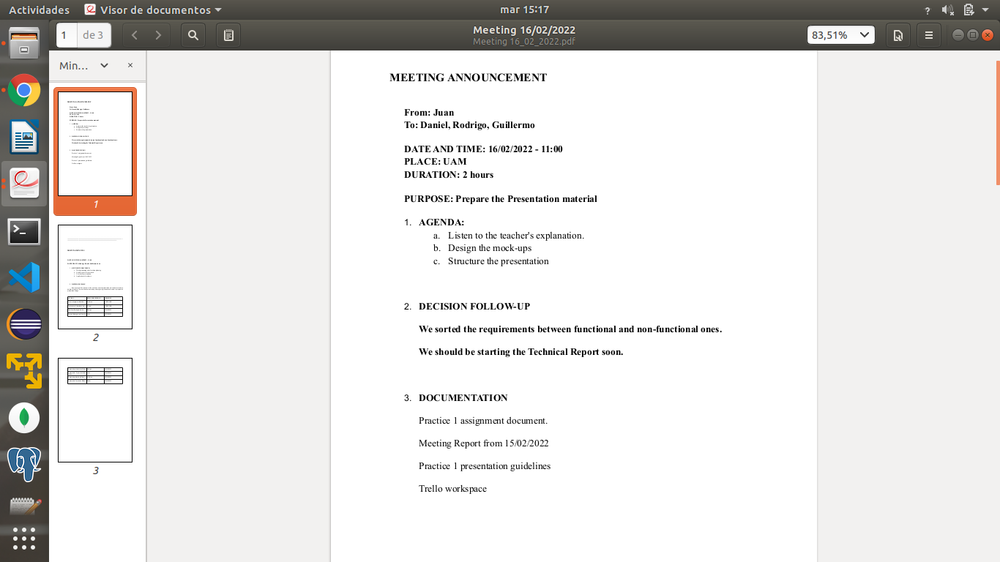 Actividades
Visor de documentos
mar 15:17
?
1 de 3
Meeting 16/02/2022
Meeting 16_02_2022.pdf
83,51%
Min...
1
2
3
MEETING ANNOUNCEMENT
From: Juan
To: Daniel, Rodrigo, Guillermo
DATE AND TIME: 16/02/2022 - 11:00
PLACE: UAM
DURATION: 2 hours
PURPOSE: Prepare the Presentation material
1. AGENDA:
a. Listen to the teacher's explanation.
b. Design the mock-ups
c. Structure the presentation
2. DECISION FOLLOW-UP
We sorted the requirements between functional and non-functional ones.
We should be starting the Technical Report soon.
3. DOCUMENTATION
Practice 1 assignment document.
Meeting Report from 15/02/2022
Practice 1 presentation guidelines
Trello workspace